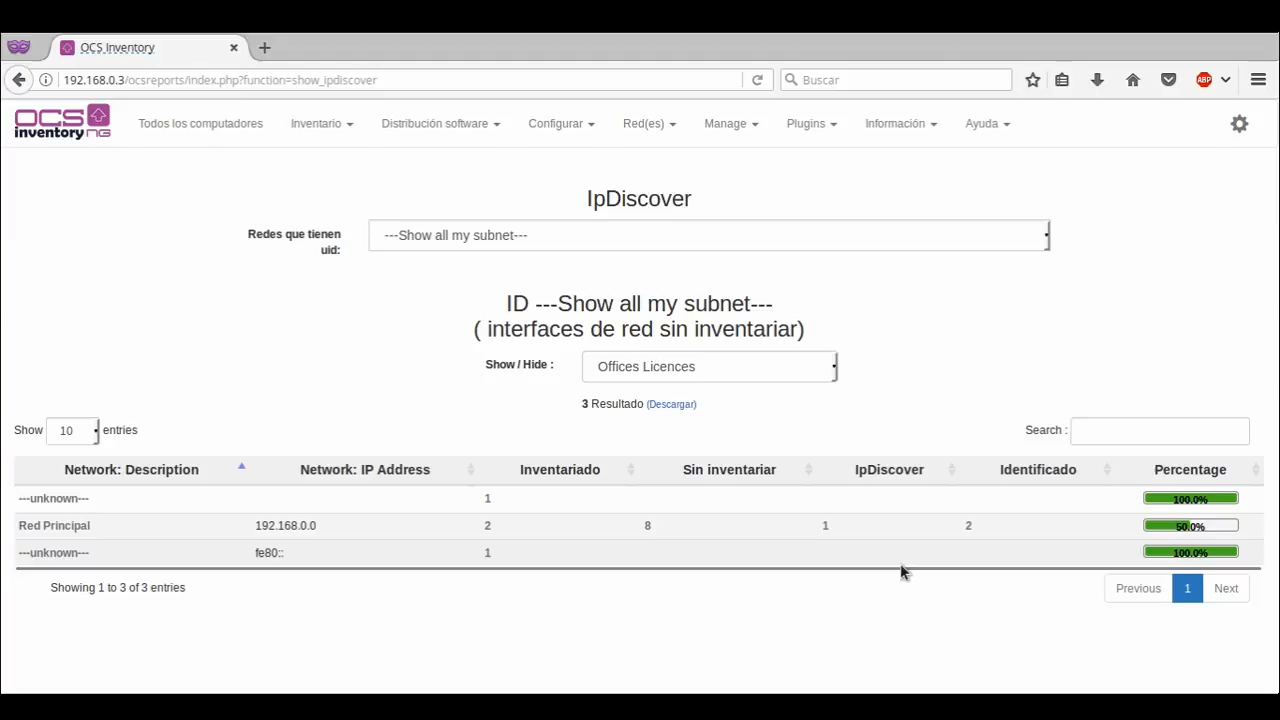 OCS Inventory
192.168.0.3/ocsreports/index.php?function=show_ipdiscover
Buscar
ABP
OCS inventory NG
Todos los computadores Inventario Distribución software Configurar Red(es) Manage Plugins Información Ayuda
IpDiscover
Redes que tienen
uid:
---Show all my subnet---
ID ---Show all my subnet---
( interfaces de red sin inventariar)
Show / Hide : Offices Licences
3 Resultado (Descargar)
Show 10 entries Search :
Network: Description Network: IP Address Inventariado Sin inventariar IpDiscover Identificado Percentage
---unknown--- 1 100.0%
Red Principal 192.168.0.0 2 8 1 2 50.0%
---unknown--- fe80:: 1 100.0%
Showing 1 to 3 of 3 entries Previous 1 Next